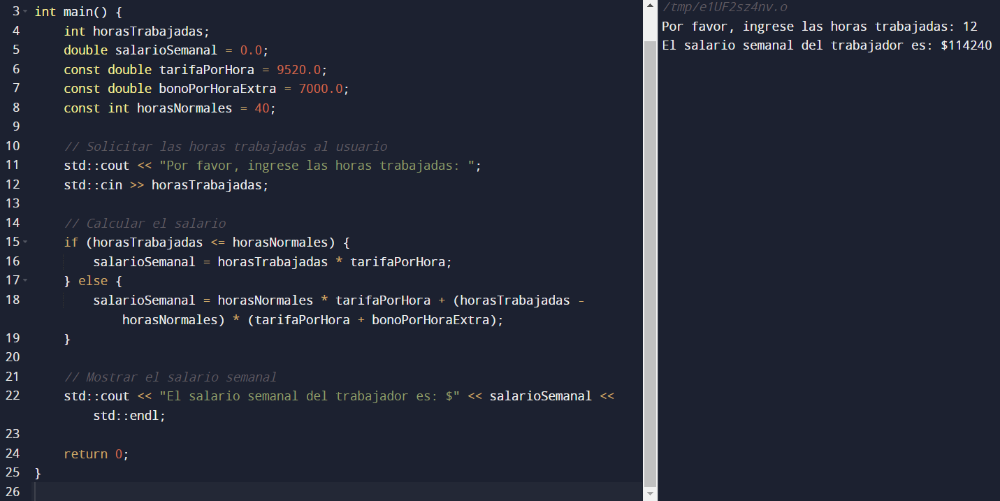 3 int main() {
4     int horasTrabajadas;
5     double salarioSemanal = 0.0;
6     const double tarifaPorHora = 9520.0;
7     const double bonoPorHoraExtra = 7000.0;
8     const int horasNormales = 40;
9
10     // Solicitar las horas trabajadas al usuario
11     std::cout << "Por favor, ingrese las horas trabajadas: ";
12     std::cin >> horasTrabajadas;
13
14     // Calcular el salario
15     if (horasTrabajadas <= horasNormales) {
16         salarioSemanal = horasTrabajadas * tarifaPorHora;
17     } else {
18         salarioSemanal = horasNormales * tarifaPorHora + (horasTrabajadas -
            horasNormales) * (tarifaPorHora + bonoPorHoraExtra);
19     }
20
21     // Mostrar el salario semanal
22     std::cout << "El salario semanal del trabajador es: $" << salarioSemanal <<
        std::endl;
23
24     return 0;
25 }
26
/tmp/e1UF2sz4nv.o
Por favor, ingrese las horas trabajadas: 12
El salario semanal del trabajador es: $114240